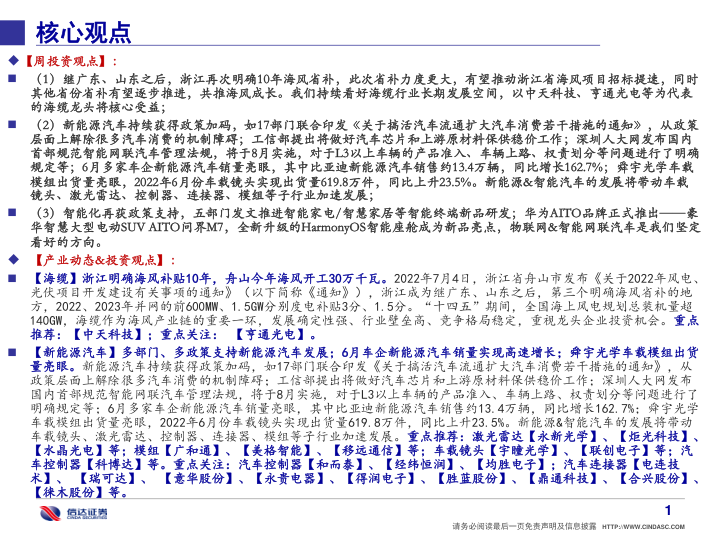 核心观点
◆【周投资观点】：
■ （1）继广东、山东之后，浙江再次明确10年海风省补，此次省补力度更大，有望推动浙江省海风项目招标提速，同时
其他省份省补有望逐步推进，共推海风成长。我们持续看好海缆行业长期发展空间，以中天科技、亨通光电等为代表
的海缆龙头将核心受益；
■ （2）新能源汽车持续获得政策加码，如17部门联合印发《关于搞活汽车流通扩大汽车消费若干措施的通知》，从政策
层面上解除很多汽车消费的机制障碍；工信部提出将做好汽车芯片和上游原材料保供稳价工作；深圳人大网发布国内
首部规范智能网联汽车管理法规，将于8月实施，对于L3以上车辆的产品准入、车辆上路、权责划分等问题进行了明确
规定等；6月多家车企新能源汽车销量亮眼，其中比亚迪新能源汽车销售约13.4万辆，同比增长162.7%；舜宇光学车载
模组出货量亮眼，2022年6月份车载镜头实现出货量619.8万件，同比上升23.5%。新能源&智能汽车的发展将带动车载
镜头、激光雷达、控制器、连接器、模组等子行业加速发展；
■ （3）智能化再获政策支持，五部门发文推进智能家电/智慧家居等智能终端新品研发；华为AITO品牌正式推出——豪
华智慧大型电动SUV AITO问界M7，全新升级的HarmonyOS智能座舱成为新品亮点，物联网&智能网联汽车是我们坚定
看好的方向。
◆ 【产业动态&投资观点】：
■ 【海缆】浙江明确海风补贴10年，舟山今年海风开工30万千瓦。2022年7月4日，浙江省舟山市发布《关于2022年风电、
光伏项目开发建设有关事项的通知》（以下简称《通知》），浙江成为继广东、山东之后，第三个明确海风省补的地
方，2022、2023年并网的前600MW、1.5GW分别度电补贴3分、1.5分。“十四五”期间，全国海上风电规划总装机量超
140GW，海缆作为海风产业链的重要一环，发展确定性强、行业壁垒高、竞争格局稳定，重视龙头企业投资机会。重点
推荐：【中天科技】；重点关注： 【亨通光电】。
■ 【新能源汽车】多部门、多政策支持新能源汽车发展；6月车企新能源汽车销量实现高速增长；舜宇光学车载模组出货
量亮眼。新能源汽车持续获得政策加码，如17部门联合印发《关于搞活汽车流通扩大汽车消费若干措施的通知》，从
政策层面上解除很多汽车消费的机制障碍；工信部提出将做好汽车芯片和上游原材料保供稳价工作；深圳人大网发布
国内首部规范智能网联汽车管理法规，将于8月实施，对于L3以上车辆的产品准入、车辆上路、权责划分等问题进行了
明确规定等；6月多家车企新能源汽车销量亮眼，其中比亚迪新能源汽车销售约13.4万辆，同比增长162.7%；舜宇光学
车载模组出货量亮眼，2022年6月份车载镜头实现出货量619.8万件，同比上升23.5%。新能源&智能汽车的发展将带动
车载镜头、激光雷达、控制器、连接器、模组等子行业加速发展。重点推荐：激光雷达【永新光学】、【炬光科技】、
【水晶光电】等；模组【广和通】、【美格智能】、【移远通信】等；车载镜头【宇瞳光学】、【联创电子】等；汽
车控制器【科博达】等。重点关注：汽车控制器【和而泰】、【经纬恒润】、【均胜电子】；汽车连接器【电连技
术】、 【瑞可达】、 【意华股份】、【永贵电器】、【得润电子】、【胜蓝股份】、【鼎通科技】、【合兴股份】、
【徕木股份】等。
信达证券
CINDA SECURITIES
1
请务必阅读最后一页免责声明及信息披露 HTTP://WWW.CINDASC.COM